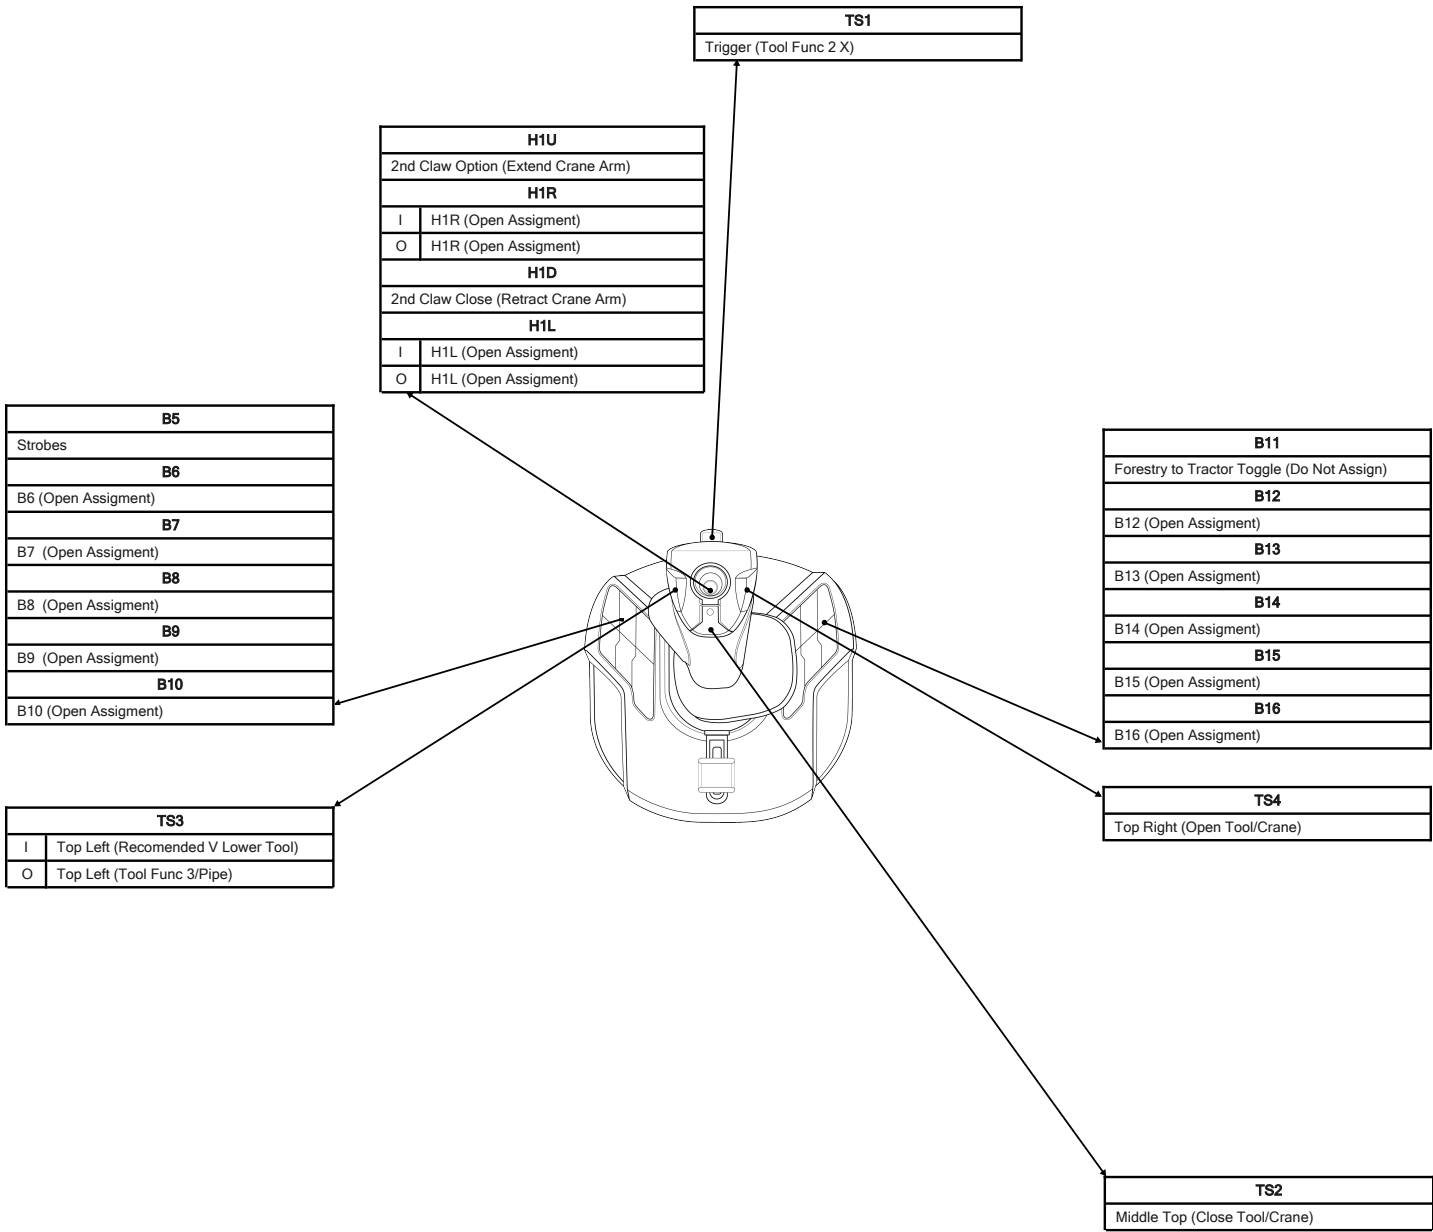 TS1
Trigger (Tool Func 2 X)
H1U
2nd Claw Option (Extend Crane Arm)
H1R
I H1R (Open Assigment)
O H1R (Open Assigment)
H1D
2nd Claw Close (Retract Crane Arm)
H1L
I H1L (Open Assigment)
O H1L (Open Assigment)
B5
Strobes
B6
B6 (Open Assigment)
B7
B7 (Open Assigment)
B8
B8 (Open Assigment)
B9
B9 (Open Assigment)
B10
B10 (Open Assigment)
B11
Forestry to Tractor Toggle (Do Not Assign)
B12
B12 (Open Assigment)
B13
B13 (Open Assigment)
B14
B14 (Open Assigment)
B15
B15 (Open Assigment)
B16
B16 (Open Assigment)
TS3
I Top Left (Recomended V Lower Tool)
O Top Left (Tool Func 3/Pipe)
TS4
Top Right (Open Tool/Crane)
TS2
Middle Top (Close Tool/Crane)